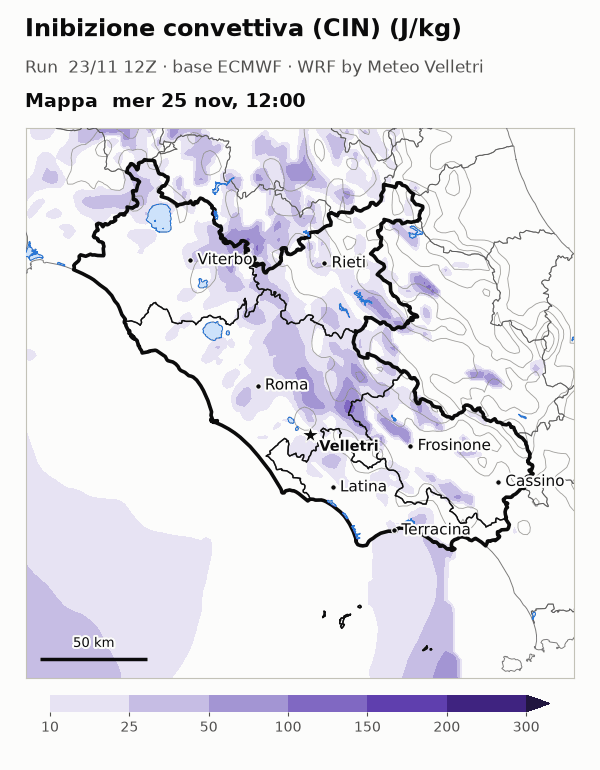 Inibizione convettiva (CIN) (J/kg)
Run  23/11 12Z · base ECMWF · WRF by Meteo Velletri
Mappa  mer 25 nov, 12:00
Viterbo
Rieti
Roma
Velletri
Frosinone
Latina
Cassino
Terracina
50 km
10 25 50 100 150 200 300